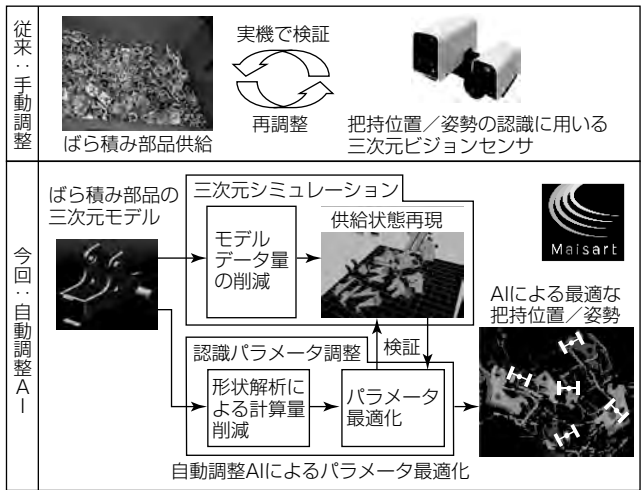 従来：手動調整
実機で検証
再調整
ばら積み部品供給
把持位置／姿勢の認識に用いる
三次元ビジョンセンサ
今回：自動調整AI
ばら積み部品の
三次元モデル
三次元シミュレーション
モデル
データ量
の削減
供給状態再現
Maisart
検証
認識パラメータ調整
形状解析
による計算量
削減
パラメータ
最適化
自動調整AIによるパラメータ最適化
AIによる最適な
把持位置／姿勢